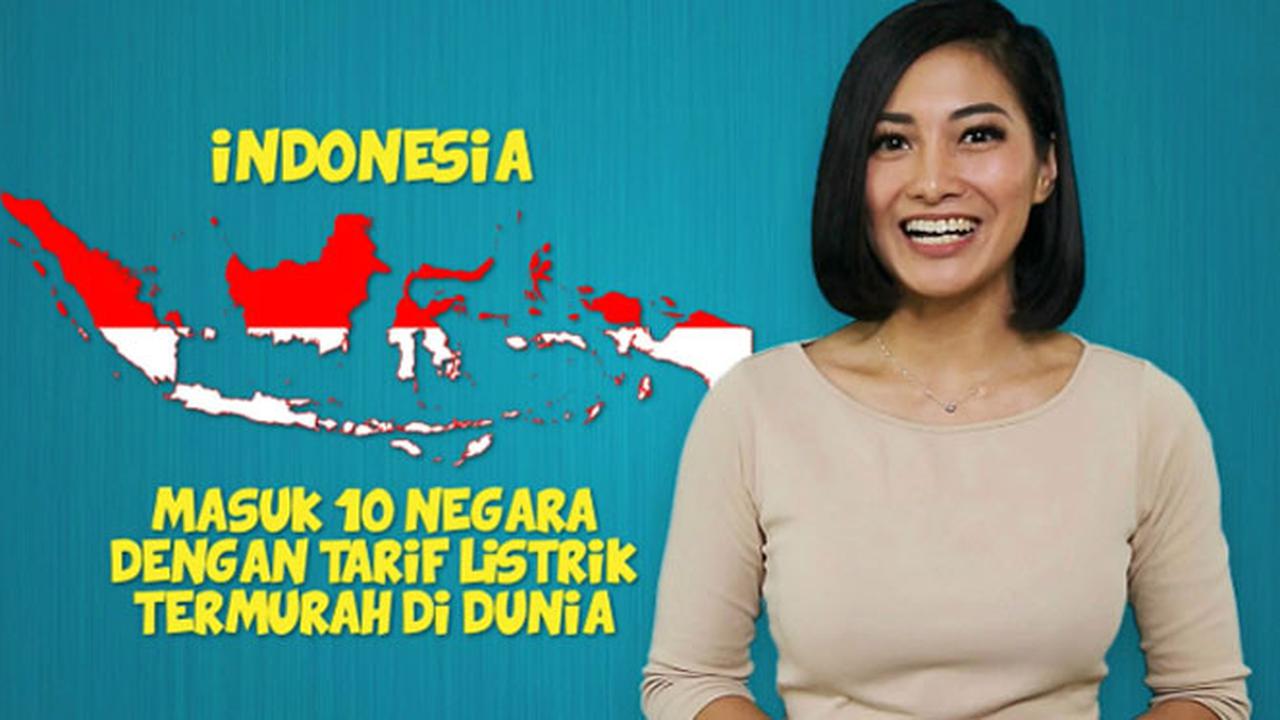 INDONESIA
MASUK 10 NEGARA
DENGAN TARIF LISTRIK
TERMURAH DI DUNIA